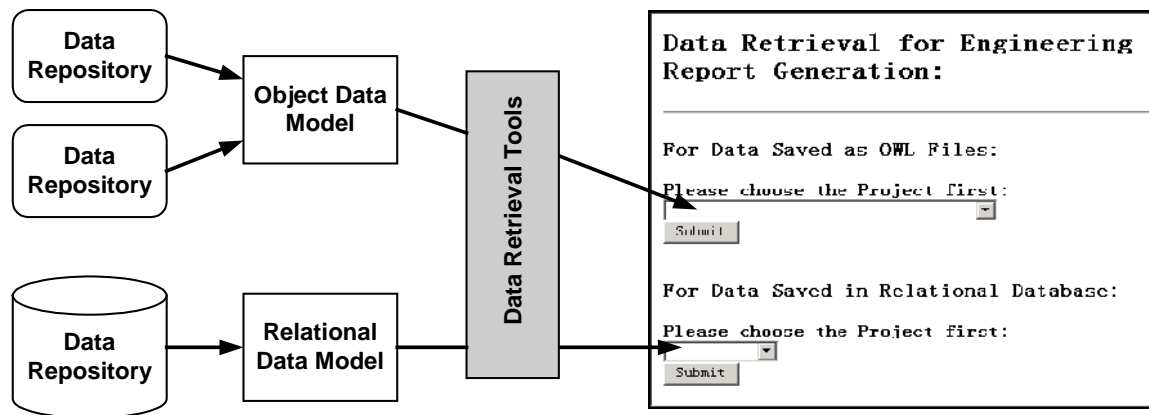 Data
Repository
Data
Repository
Object Data
Model
Data
Repository
Relational
Data Model
Data Retrieval Tools
Data Retrieval for Engineering
Report Generation:
For Data Saved as OWL Files:
Please choose the Project first:
Submit
For Data Saved in Relational Database:
Please choose the Project first:
Submit